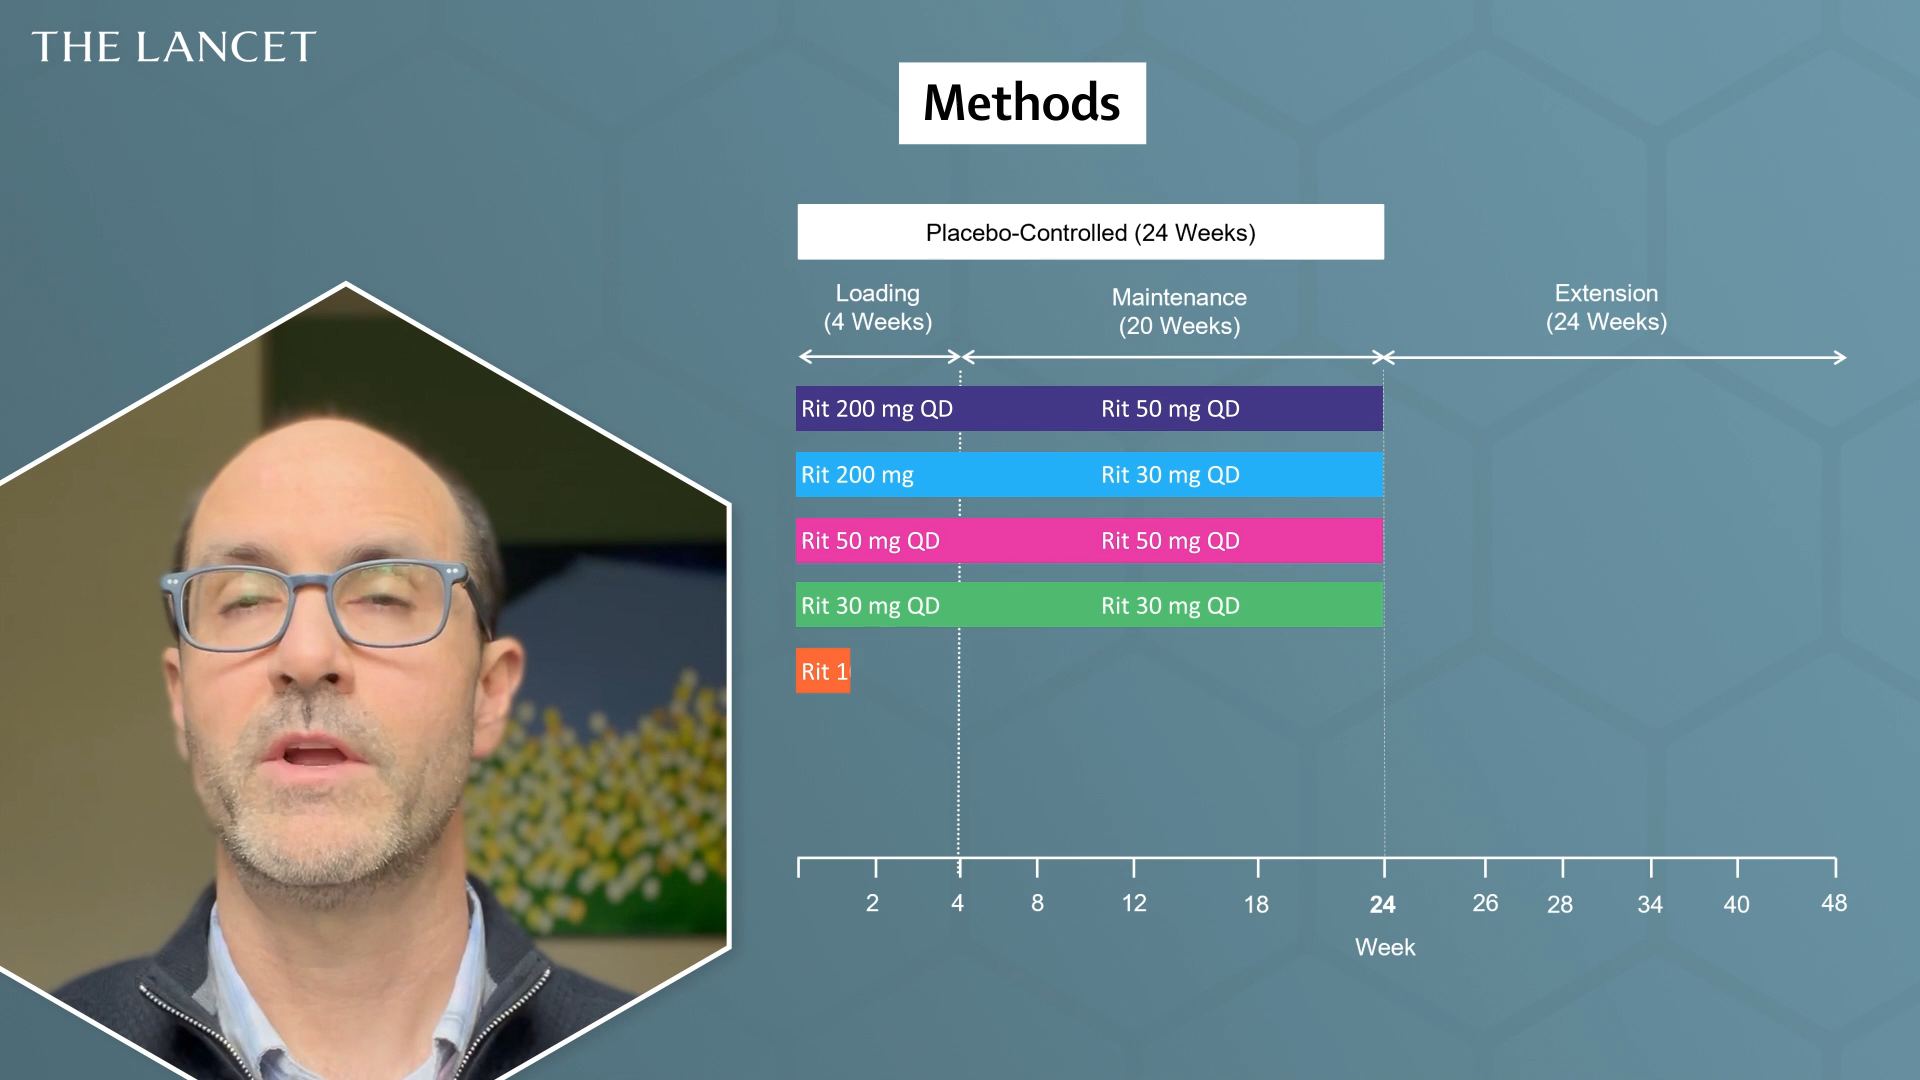 THE LANCET
Methods
Placebo-Controlled (24 Weeks)
Loading
(4 Weeks)
Maintenance
(20 Weeks)
Extension
(24 Weeks)
Rit 200 mg QD
Rit 50 mg QD
Rit 200 mg
Rit 30 mg QD
Rit 50 mg QD
Rit 50 mg QD
Rit 30 mg QD
Rit 30 mg QD
Rit 1
2
4
8
12
18
24
26
28
34
40
48
Week